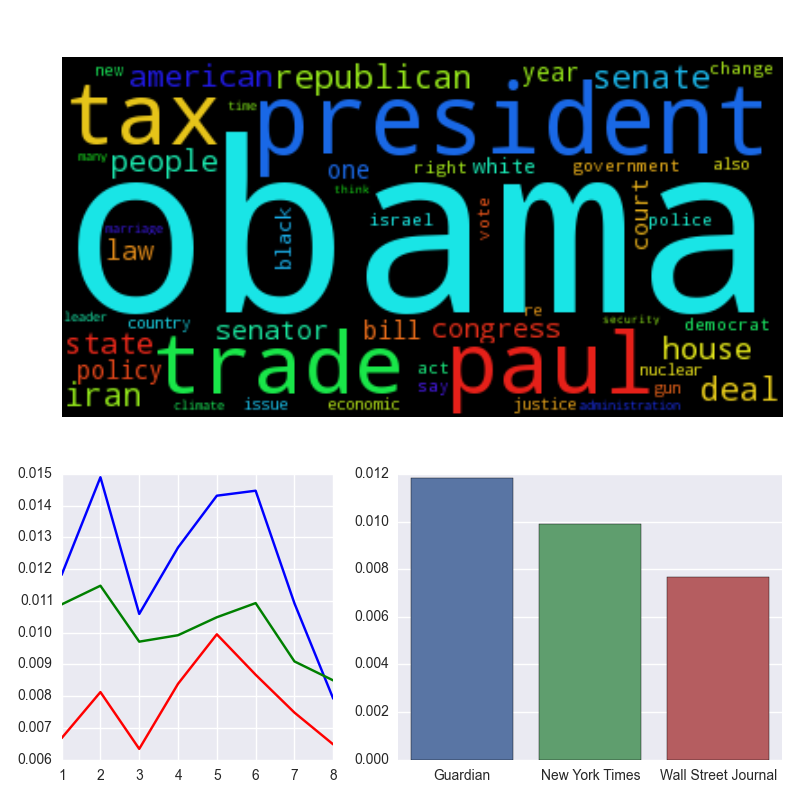 new american republican year senate change
tax time president
many people one right white government also
think
obama
marriage law black israel vote court police
leader country re security democrat
state senator bill congress house
policy trade act paul nuclear
iran say gun deal
climate issue economic justice administration
0.015 0.012
0.014
0.013 0.010
0.012
0.011 0.008
0.010 0.006
0.009 0.004
0.008
0.007 0.002
0.006 0.000
1 2 3 4 5 6 7 8 Guardian New York Times Wall Street Journal